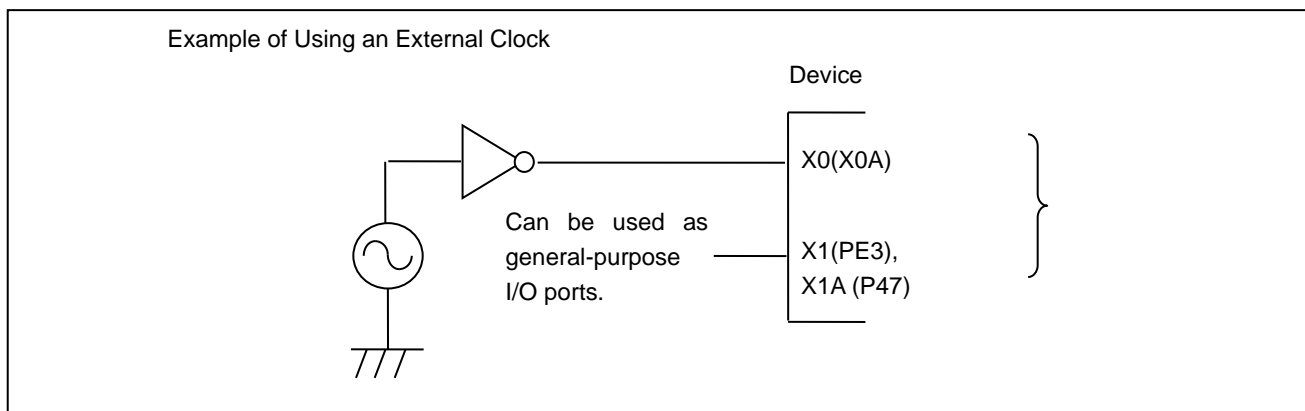 Example of Using an External Clock
Device
X0(X0A)
Can be used as
general-purpose
I/O ports.
X1(PE3),
X1A (P47)